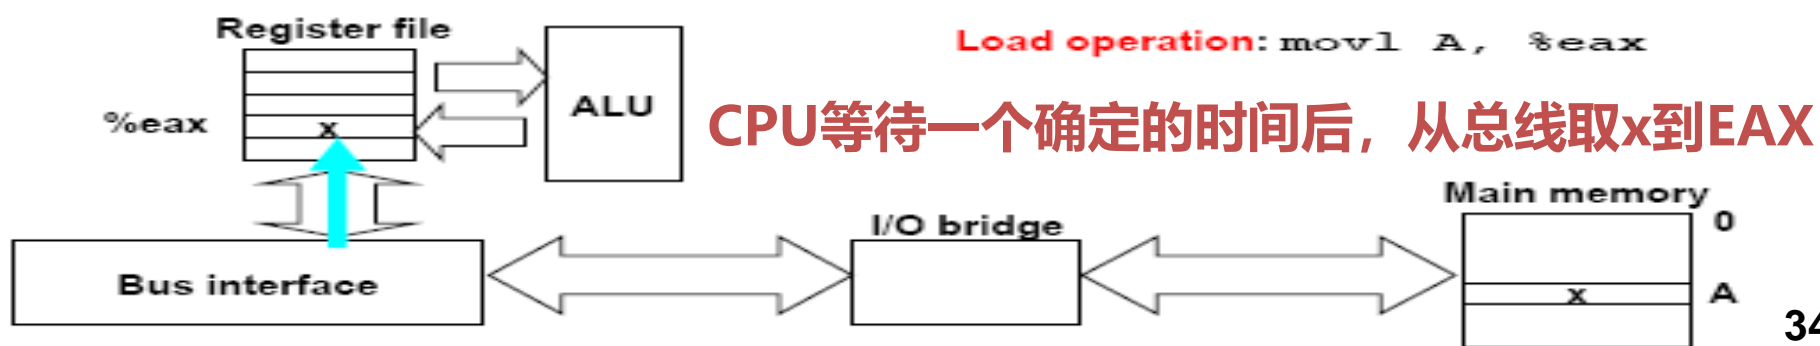 Register file
Load operation: movl A, %eax
%eax
x
ALU
CPU等待一个确定的时间后，从总线取x到EAX
Main memory
I/O bridge
0
Bus interface
x
A
34